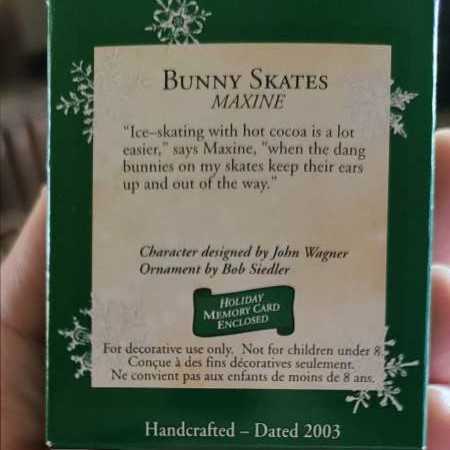 BUNNY SKATES
MAXINE
"Ice–skating with hot cocoa is a lot
easier," says Maxine, "when the dang
bunnies on my skates keep their ears
up and out of the way."
Character designed by John Wagner
Ornament by Bob Siedler
HOLIDAY
MEMORY CARD
ENCLOSED
For decorative use only. Not for children under 8.
Conçue à des fins décoratives seulement.
Ne convient pas aux enfants de moins de 8 ans.
Handcrafted – Dated 2003